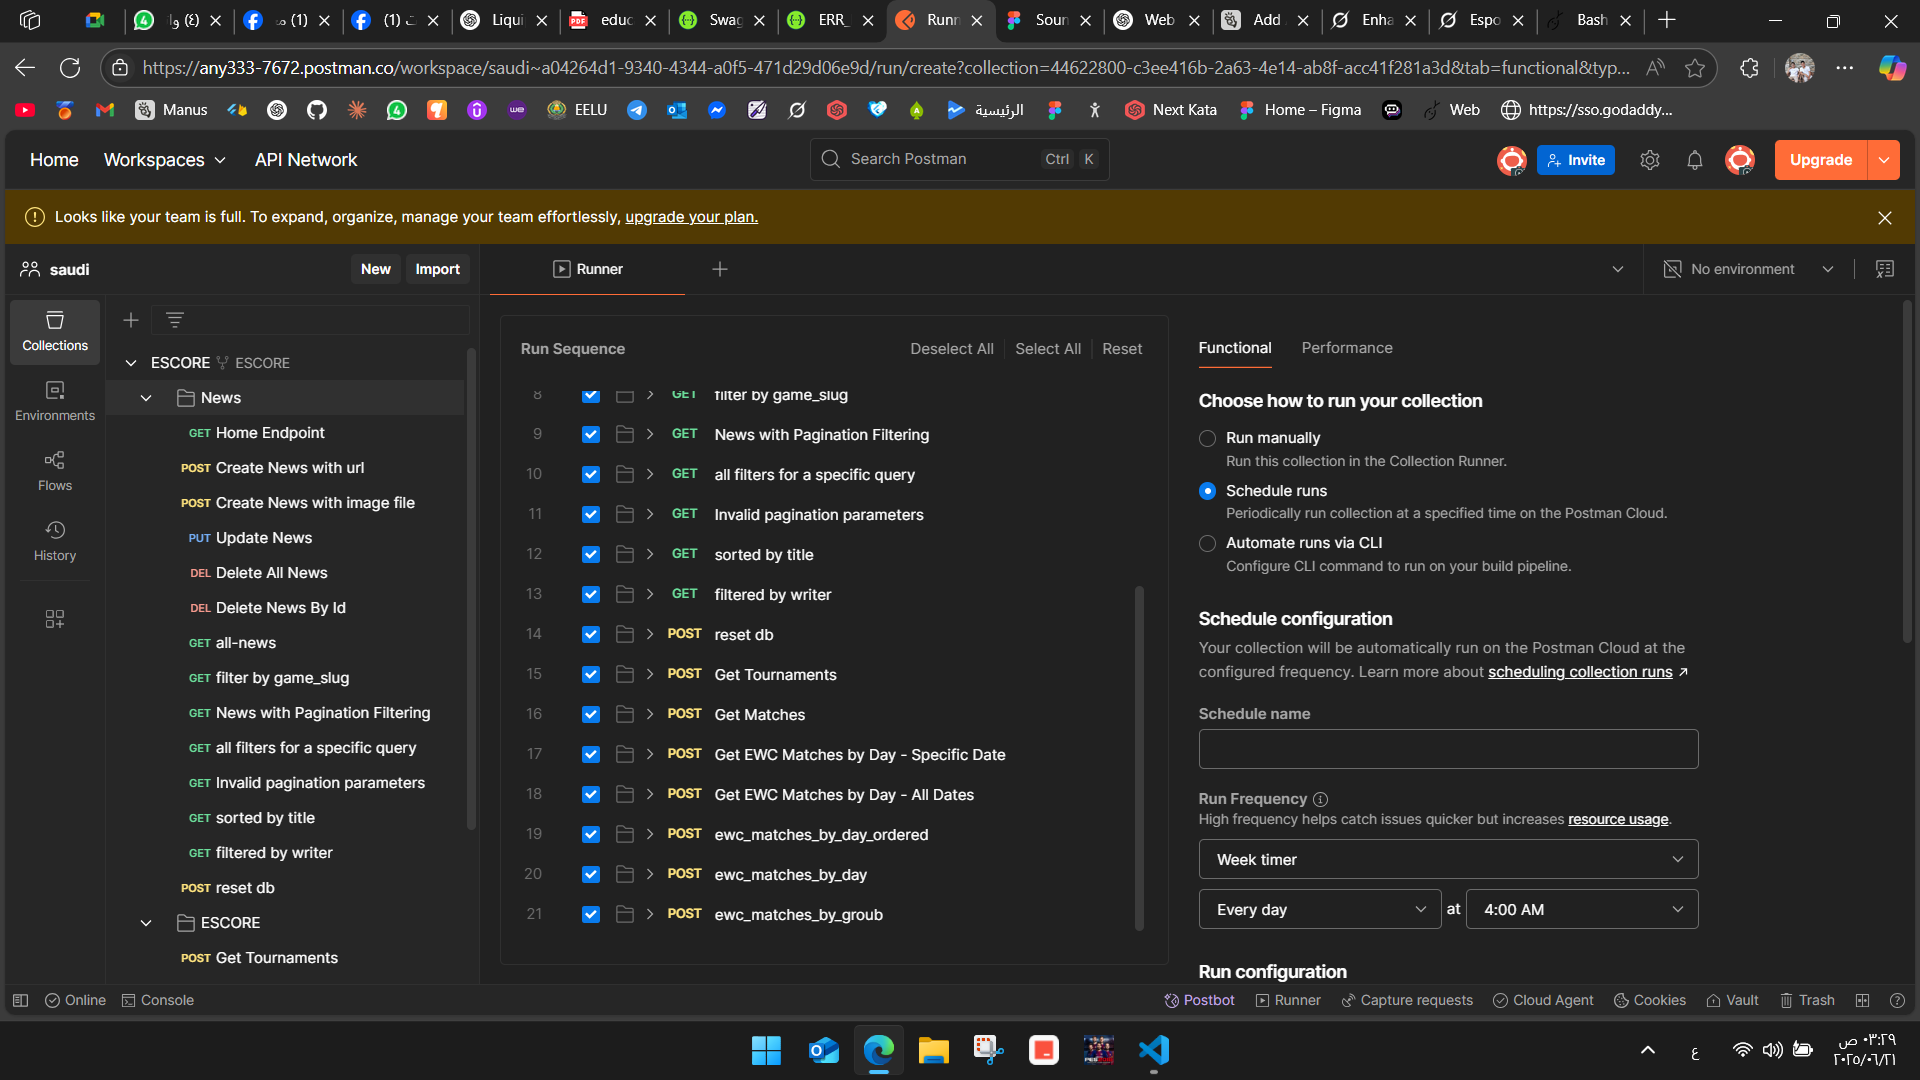 (٤) وا
(1) م
(1) ت
Liqui
educ
Swag
ERR_
Runn
Soun
Web
Add
Enha
Espo
Bash
https://any333-7672.postman.co/workspace/saudi~a04264d1-9340-4344-a0f5-471d29d06e9d/run/create?collection=44622800-c3ee416b-2a63-4e14-ab8f-acc41f281a3d&tab=functional&typ...
Manus
EELU
الرئيسية
Next Kata
Home – Figma
Web
https://sso.godaddy...
Home
Workspaces
API Network
Search Postman
Ctrl K
Invite
Upgrade
Looks like your team is full. To expand, organize, manage your team effortlessly, upgrade your plan.
saudi
New
Import
Runner
No environment
Collections
Environments
Flows
History
ESCORE ESCORE
News
GET Home Endpoint
POST Create News with url
POST Create News with image file
PUT Update News
DEL Delete All News
DEL Delete News By Id
GET all-news
GET filter by game_slug
GET News with Pagination Filtering
GET all filters for a specific query
GET Invalid pagination parameters
GET sorted by title
GET filtered by writer
POST reset db
ESCORE
POST Get Tournaments
Run Sequence
Deselect All
Select All
Reset
8 GET filter by game_slug
9 GET News with Pagination Filtering
10 GET all filters for a specific query
11 GET Invalid pagination parameters
12 GET sorted by title
13 GET filtered by writer
14 POST reset db
15 POST Get Tournaments
16 POST Get Matches
17 POST Get EWC Matches by Day - Specific Date
18 POST Get EWC Matches by Day - All Dates
19 POST ewc_matches_by_day_ordered
20 POST ewc_matches_by_day
21 POST ewc_matches_by_groub
Functional
Performance
Choose how to run your collection
Run manually
Run this collection in the Collection Runner.
Schedule runs
Periodically run collection at a specified time on the Postman Cloud.
Automate runs via CLI
Configure CLI command to run on your build pipeline.
Schedule configuration
Your collection will be automatically run on the Postman Cloud at the
configured frequency. Learn more about scheduling collection runs ↗
Schedule name
Run Frequency
High frequency helps catch issues quicker but increases resource usage.
Week timer
Every day
at
4:00 AM
Run configuration
Online
Console
Postbot
Runner
Capture requests
Cloud Agent
Cookies
Vault
Trash
ع
٠٣:٢٩ ص
٢٠٢٥/٠٦/٢١